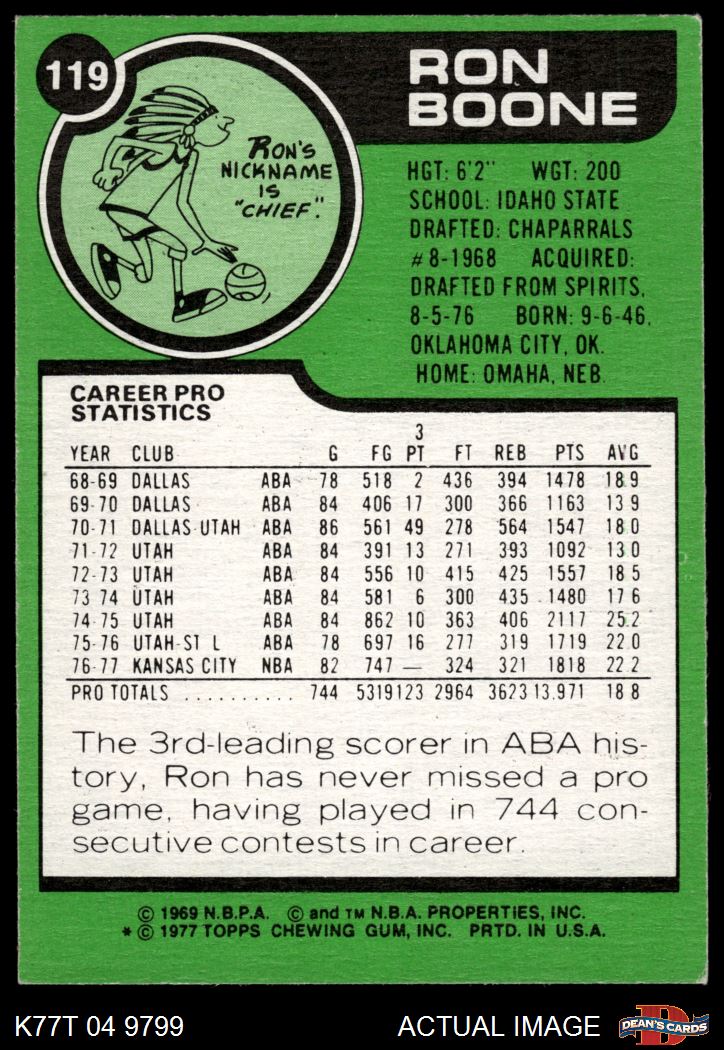 119
RON
BOONE
RON'S
NICKNAME
IS
"CHIEF".
HGT: 6'2" WGT: 200
SCHOOL: IDAHO STATE
DRAFTED: CHAPARRALS
#8-1968 ACQUIRED:
DRAFTED FROM SPIRITS,
8-5-76 BORN: 9-6-46,
OKLAHOMA CITY, OK.
HOME: OMAHA, NEB.
CAREER PRO
STATISTICS
3
YEAR CLUB G FG PT FT REB PTS AVG
68-69 DALLAS ABA 78 518 2 436 394 1478 18.9
69-70 DALLAS ABA 84 406 17 300 366 1163 13.9
70-71 DALLAS-UTAH ABA 86 561 49 278 564 1547 18.0
71-72 UTAH ABA 84 391 13 271 393 1092 13.0
72-73 UTAH ABA 84 556 10 415 425 1557 18.5
73-74 UTAH ABA 84 581 6 300 435 1480 17.6
74-75 UTAH ABA 84 862 10 363 406 2117 25.2
75-76 UTAH-ST L ABA 78 697 16 277 319 1719 22.0
76-77 KANSAS CITY NBA 82 747 — 324 321 1818 22.2
PRO TOTALS .......... 744 5319 123 2964 3623 13,971 18.8
The 3rd-leading scorer in ABA his-
tory, Ron has never missed a pro
game, having played in 744 con-
secutive contests in career.
© 1969 N.B.P.A. © and TM N.B.A. PROPERTIES, INC.
* © 1977 TOPPS CHEWING GUM, INC. PRTD. IN U.S.A.
K77T 04 9799 ACTUAL IMAGE
D
DEAN'S CARDS